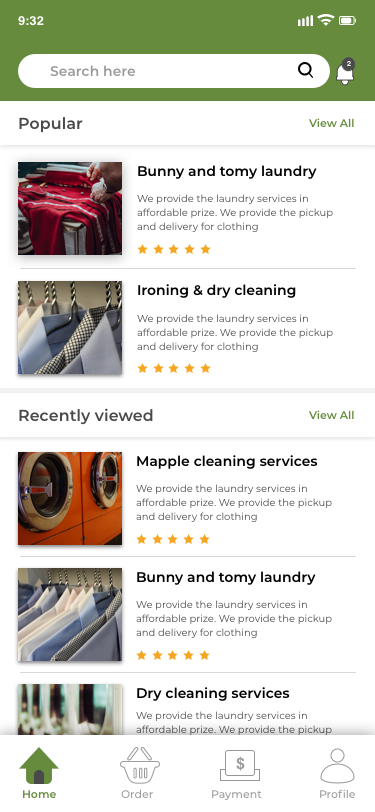 9:32
Search here
2
Popular
View All
Bunny and tomy laundry
We provide the laundry services in
affordable prize. We provide the pickup
and delivery for clothing
Ironing & dry cleaning
We provide the laundry services in
affordable prize. We provide the pickup
and delivery for clothing
Recently viewed
View All
Mapple cleaning services
We provide the laundry services in
affordable prize. We provide the pickup
and delivery for clothing
Bunny and tomy laundry
We provide the laundry services in
affordable prize. We provide the pickup
and delivery for clothing
Dry cleaning services
We provide the laundry services in
affordable prize. We provide the pickup
$
Home
Order
Payment
Profile